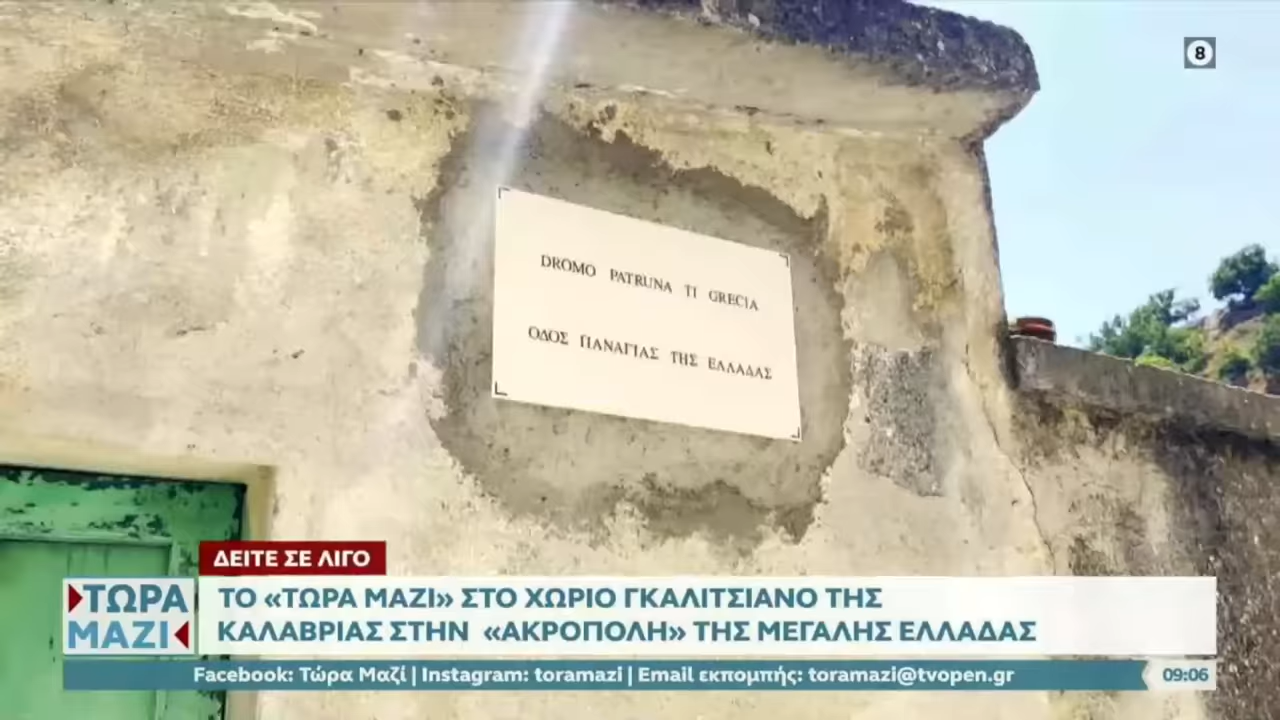 8
DROMO PATRUNA TI GRECIA
ΟΔΟΣ ΠΑΝΑΓΙΑΣ ΤΗΣ ΕΛΛΑΔΑΣ
ΔΕΙΤΕ ΣΕ ΛΙΓΟ
ΤΩΡΑ
ΜΑΖΙ
ΤΟ «ΤΩΡΑ ΜΑΖΙ» ΣΤΟ ΧΩΡΙΟ ΓΚΑΛΙΤΣΙΑΝΟ ΤΗΣ
ΚΑΛΑΒΡΙΑΣ ΣΤΗΝ «ΑΚΡΟΠΟΛΗ» ΤΗΣ ΜΕΓΑΛΗΣ ΕΛΛΑΔΑΣ
Facebook: Τώρα Μαζί | Instagram: toramazi | Email εκπομπής: toramazi@tvopen.gr
09:06